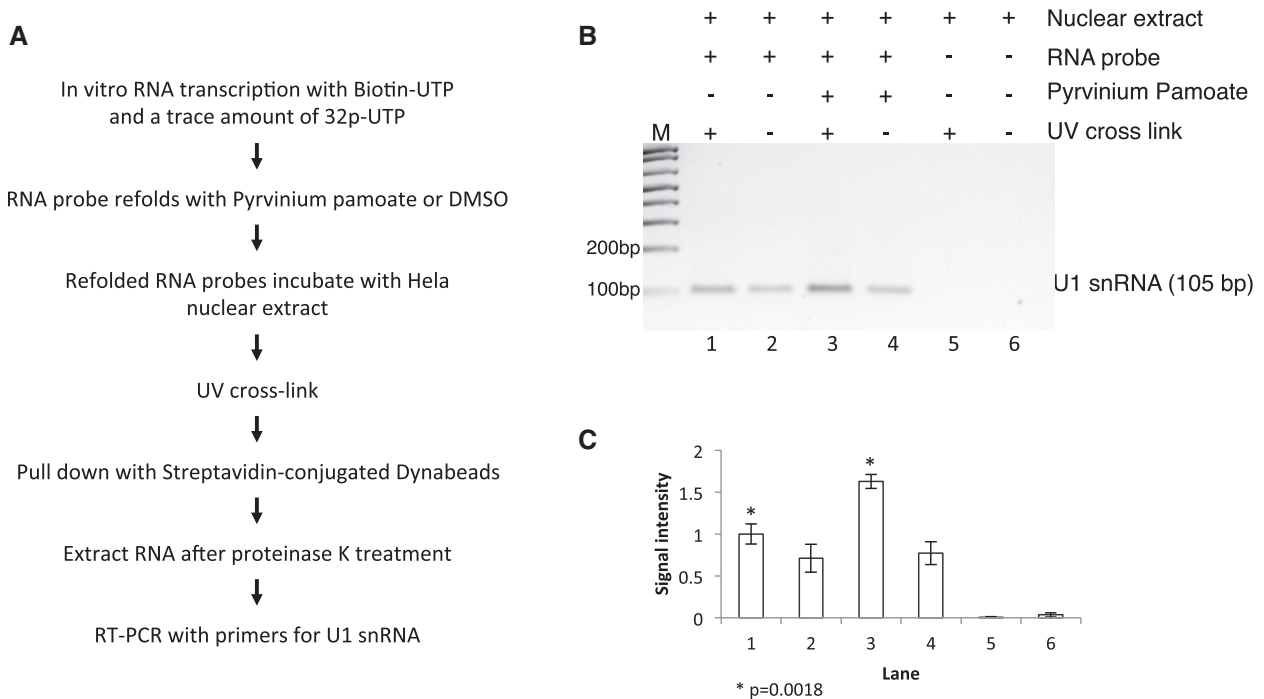 A
In vitro RNA transcription with Biotin-UTP
and a trace amount of 32p-UTP
RNA probe refolds with Pyrvinium pamoate or DMSO
Refolded RNA probes incubate with Hela
nuclear extract
UV cross-link
Pull down with Streptavidin-conjugated Dynabeads
Extract RNA after proteinase K treatment
RT-PCR with primers for U1 snRNA
B
+ + + + + + Nuclear extract
+ + + + - - RNA probe
- - + + - - Pyrvinium Pamoate
M + - + - + - UV cross link
200bp
100bp
U1 snRNA (105 bp)
1 2 3 4 5 6
C
Signal intensity
2
1.5
1
0.5
0
*
*
1 2 3 4 5 6
Lane
* p=0.0018